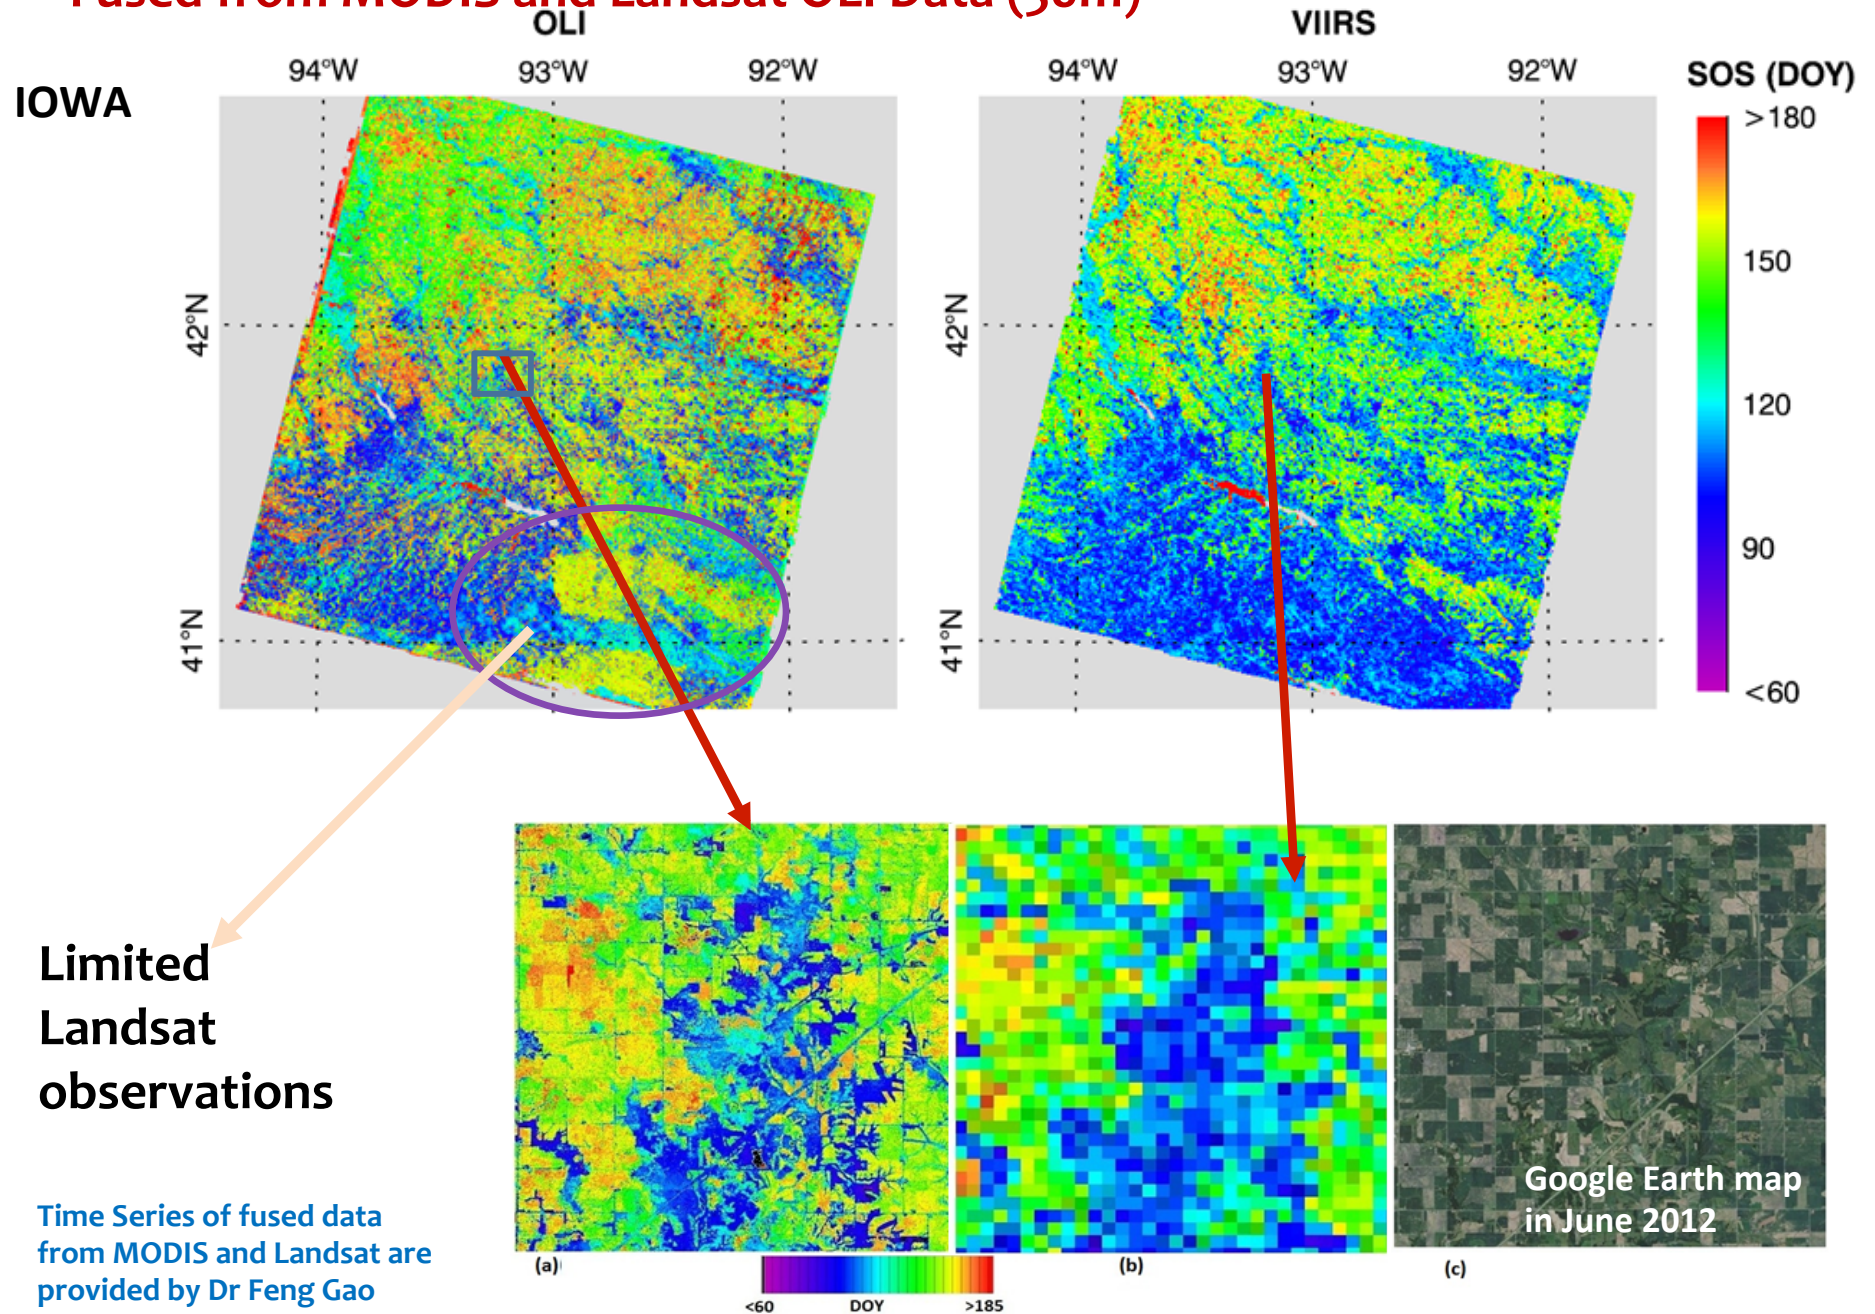 Fused from MODIS and Landsat OLI Data (30m)
OLI
VIIRS
94°W 93°W 92°W
94°W 93°W 92°W
SOS (DOY)
IOWA
>180
150
120
90
<60
42°N
41°N
42°N
41°N
Limited
Landsat
observations
Google Earth map
in June 2012
Time Series of fused data
from MODIS and Landsat are
provided by Dr Feng Gao
(a)
(b)
(c)
<60 DOY >185